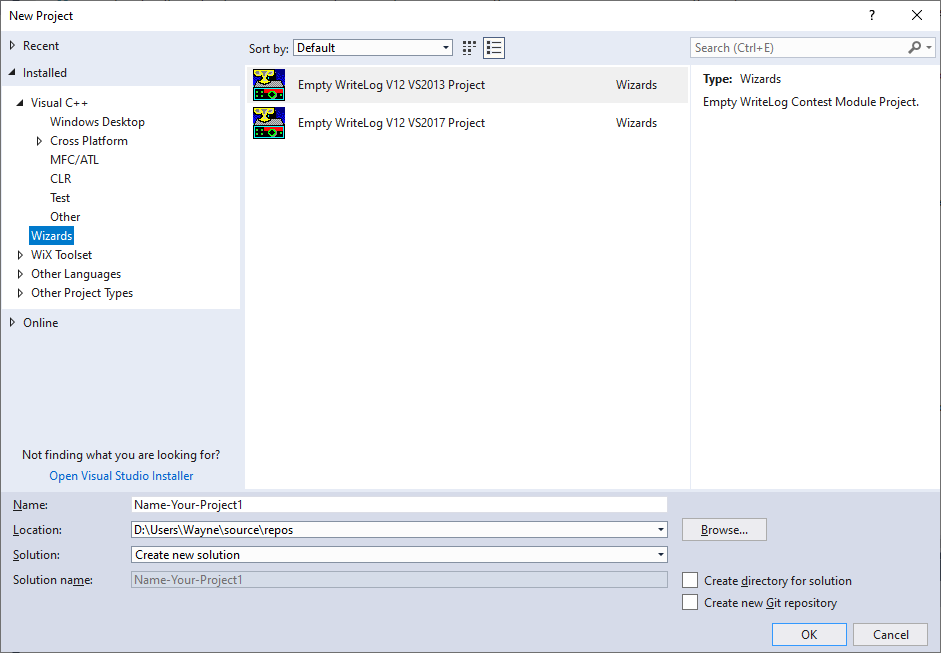 New Project
?
Recent
Installed
Visual C++
Windows Desktop
Cross Platform
MFC/ATL
CLR
Test
Other
Wizards
WiX Toolset
Other Languages
Other Project Types
Online
Not finding what you are looking for?
Open Visual Studio Installer
Sort by: Default
Empty WriteLog V12 VS2013 Project Wizards
Empty WriteLog V12 VS2017 Project Wizards
Search (Ctrl+E)
Type: Wizards
Empty WriteLog Contest Module Project.
Name: Name-Your-Project1
Location: D:\Users\Wayne\source\repos Browse...
Solution: Create new solution
Solution name: Name-Your-Project1
Create directory for solution
Create new Git repository
OK Cancel